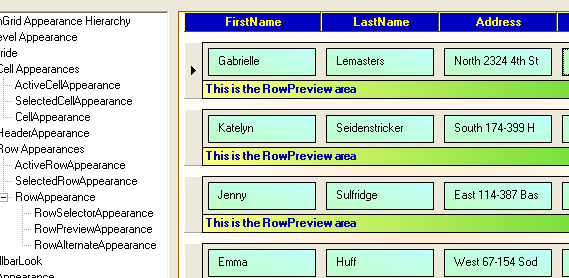 nGrid Appearance Hierarchy
evel Appearance
ride
Cell Appearances
ActiveCellAppearance
SelectedCellAppearance
CellAppearance
HeaderAppearance
Row Appearances
ActiveRowAppearance
SelectedRowAppearance
RowAppearance
RowSelectorAppearance
RowPreviewAppearance
RowAlternateAppearance
llbarLook
Appearance
FirstName LastName Address
Gabrielle Lemasters North 2324 4th St
This is the RowPreview area
Katelyn Seidenstricker South 174-399 H
This is the RowPreview area
Jenny Sulfridge East 114-387 Bas
This is the RowPreview area
Emma Huff West 67-154 Sod